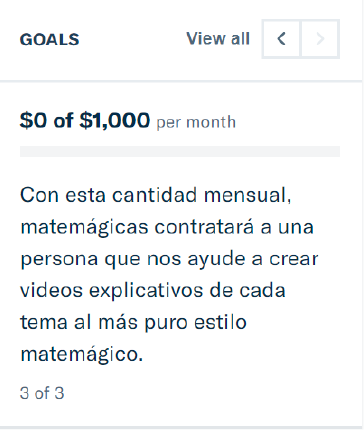 GOALS
View all
$0 of $1,000 per month
Con esta cantidad mensual,
matemágicas contratará a una
persona que nos ayude a crear
videos explicativos de cada
tema al más puro estilo
matemágico.
3 of 3